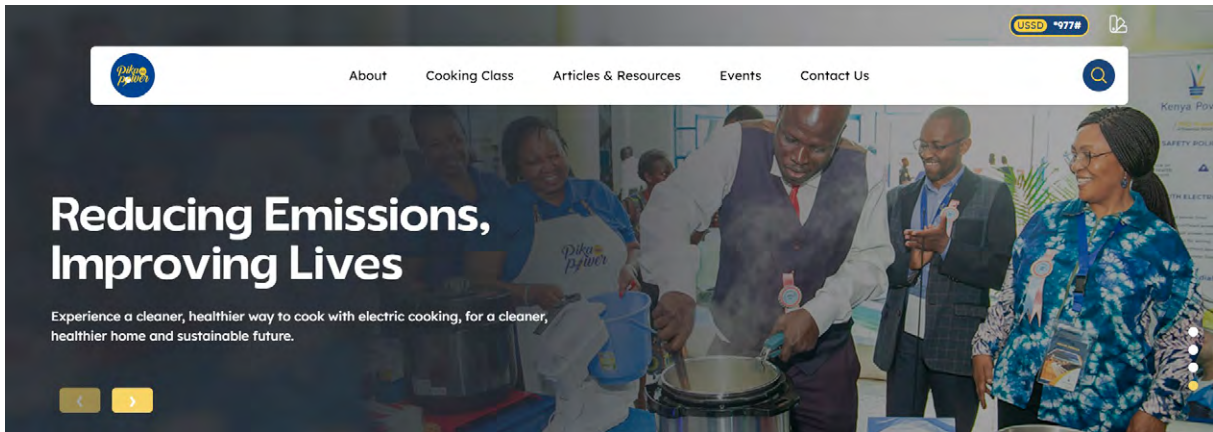 USSD *977#
Pika
power
About Cooking Class Articles & Resources Events Contact Us
Kenya Pow
SAFETY POLI
TH ELECTR
Reducing Emissions,
Improving Lives
Pika
power
Experience a cleaner, healthier way to cook with electric cooking, for a cleaner,
healthier home and sustainable future.